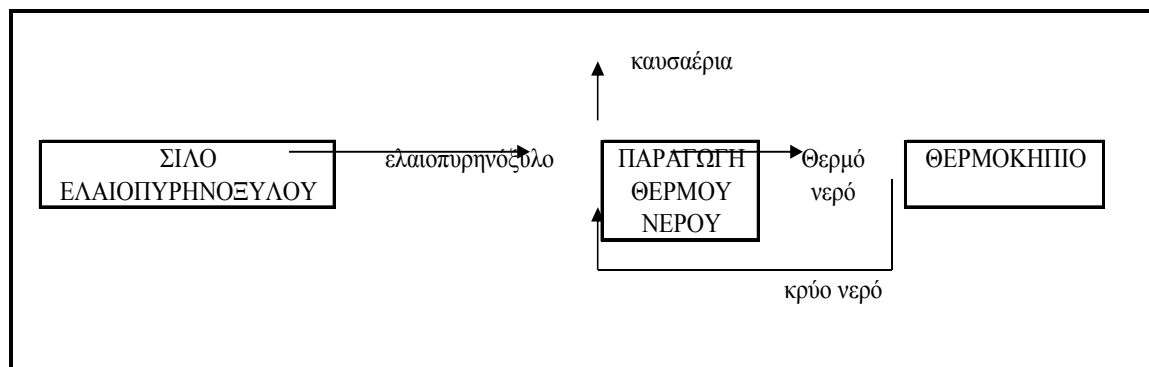 καυσαέρια
ΣΙΛΟ
ΕΛΑΙΟΠΥΡΗΝΟΞΥΛΟΥ
ελαιοπυρηνόξυλο
ΠΑΡΑΓΩΓΗ
ΘΕΡΜΟΥ
ΝΕΡΟΥ
Θερμό
νερό
ΘΕΡΜΟΚΗΠΙΟ
κρύο νερό